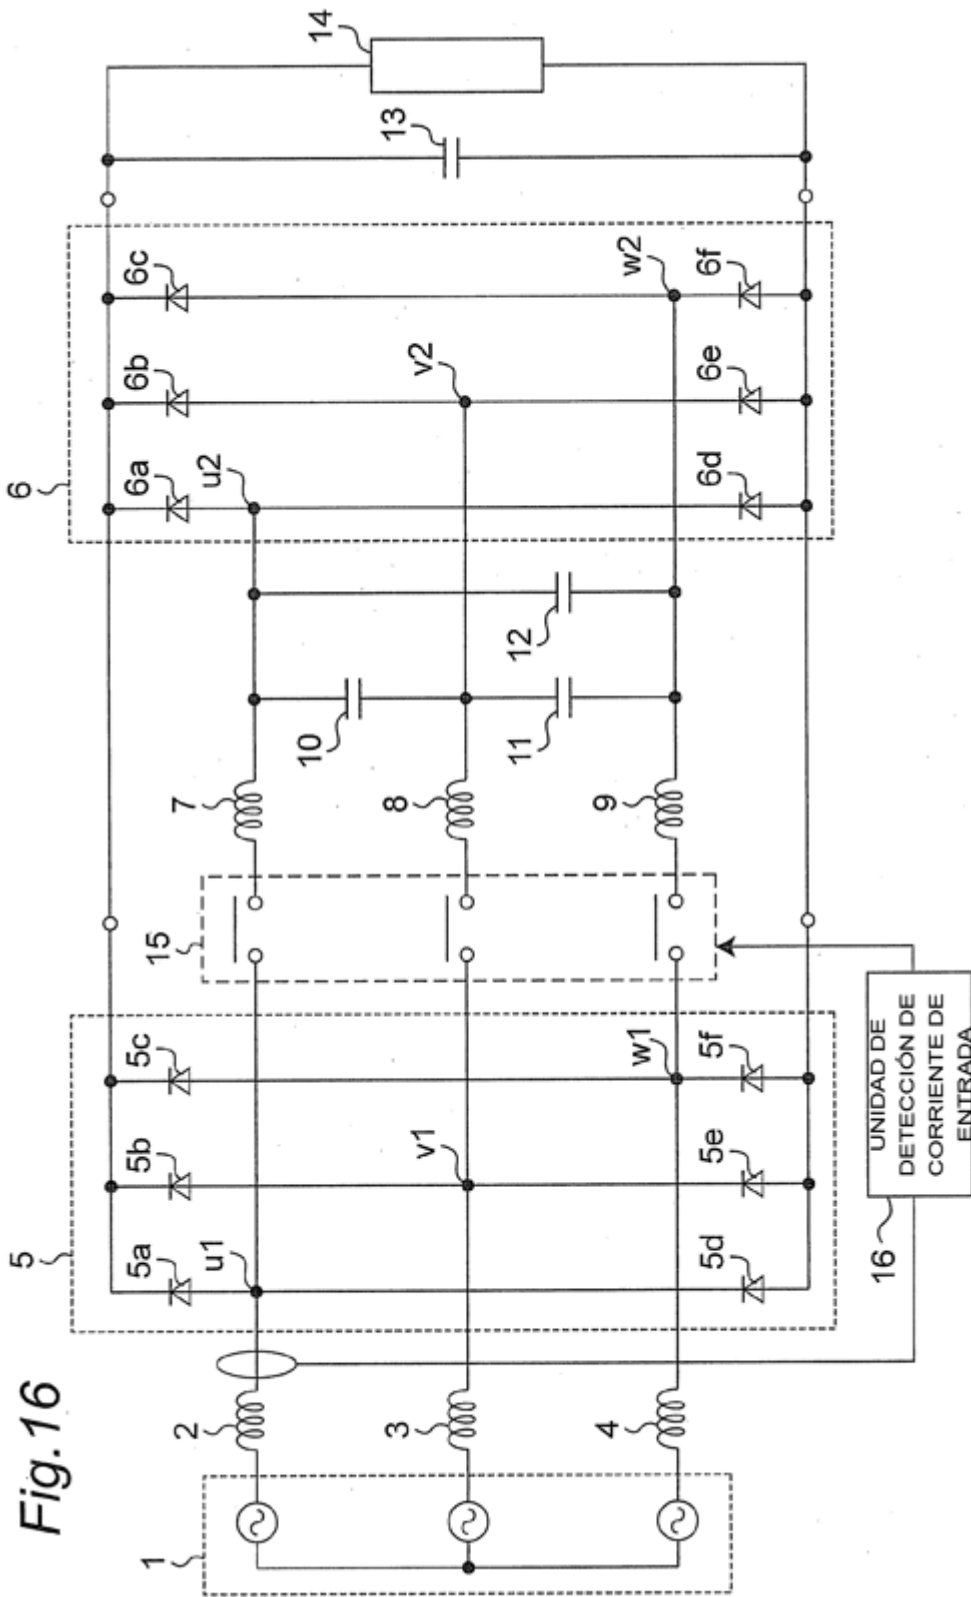 Fig.16
1
2
3
4
5
5a
5b
5c
u1
v1
w1
5d
5e
5f
15
7
8
9
10
11
12
6
6a
6b
6c
u2
v2
w2
6d
6e
6f
13
14
16
UNIDAD DE
DETECCIÓN DE
CORRIENTE DE
ENTRADA